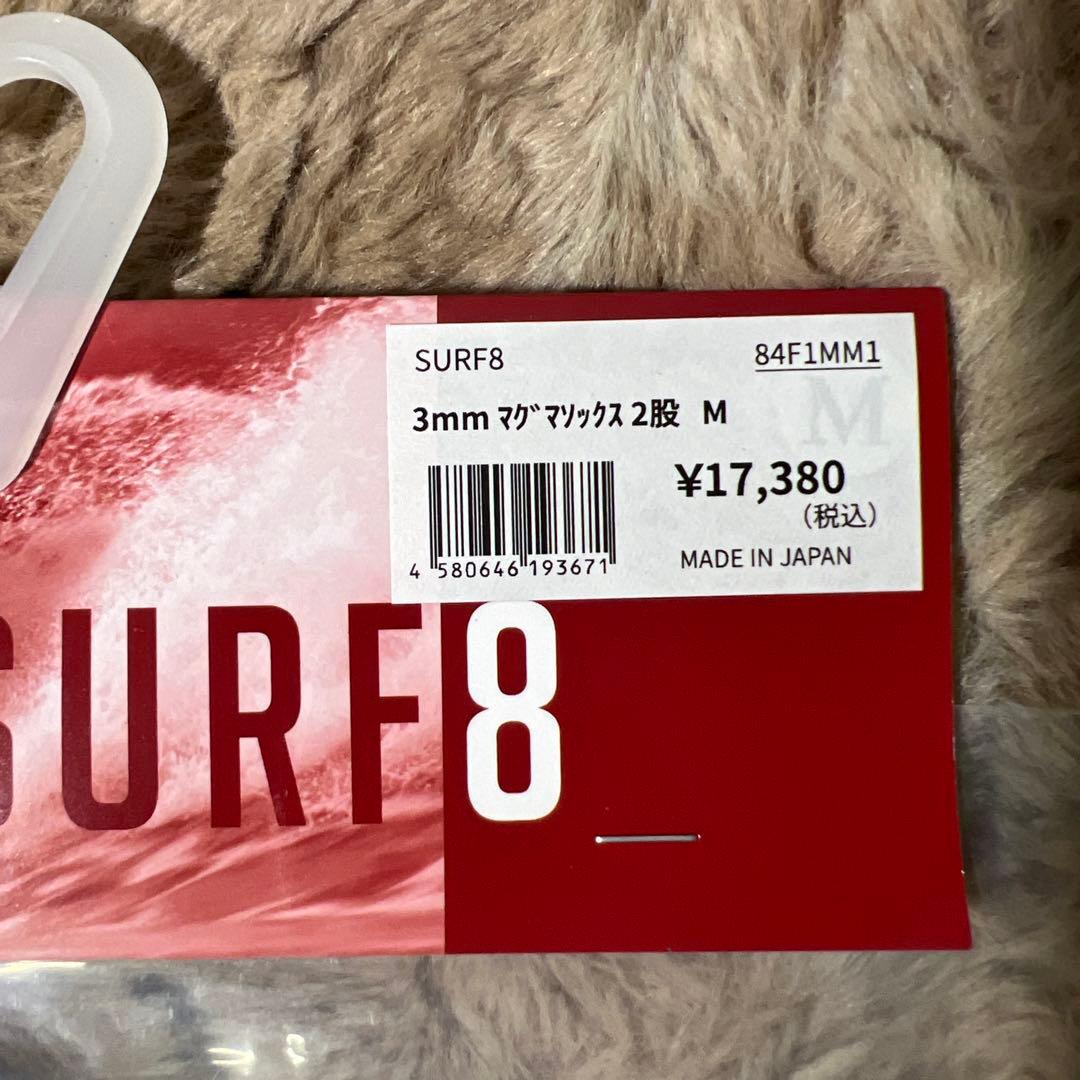 SURF8 84F1MM1
3mm ﾏｸﾞﾏｿｯｸｽ 2股 M
M
¥17,380
(税込)
4 580646 193671
MADE IN JAPAN
SURF8